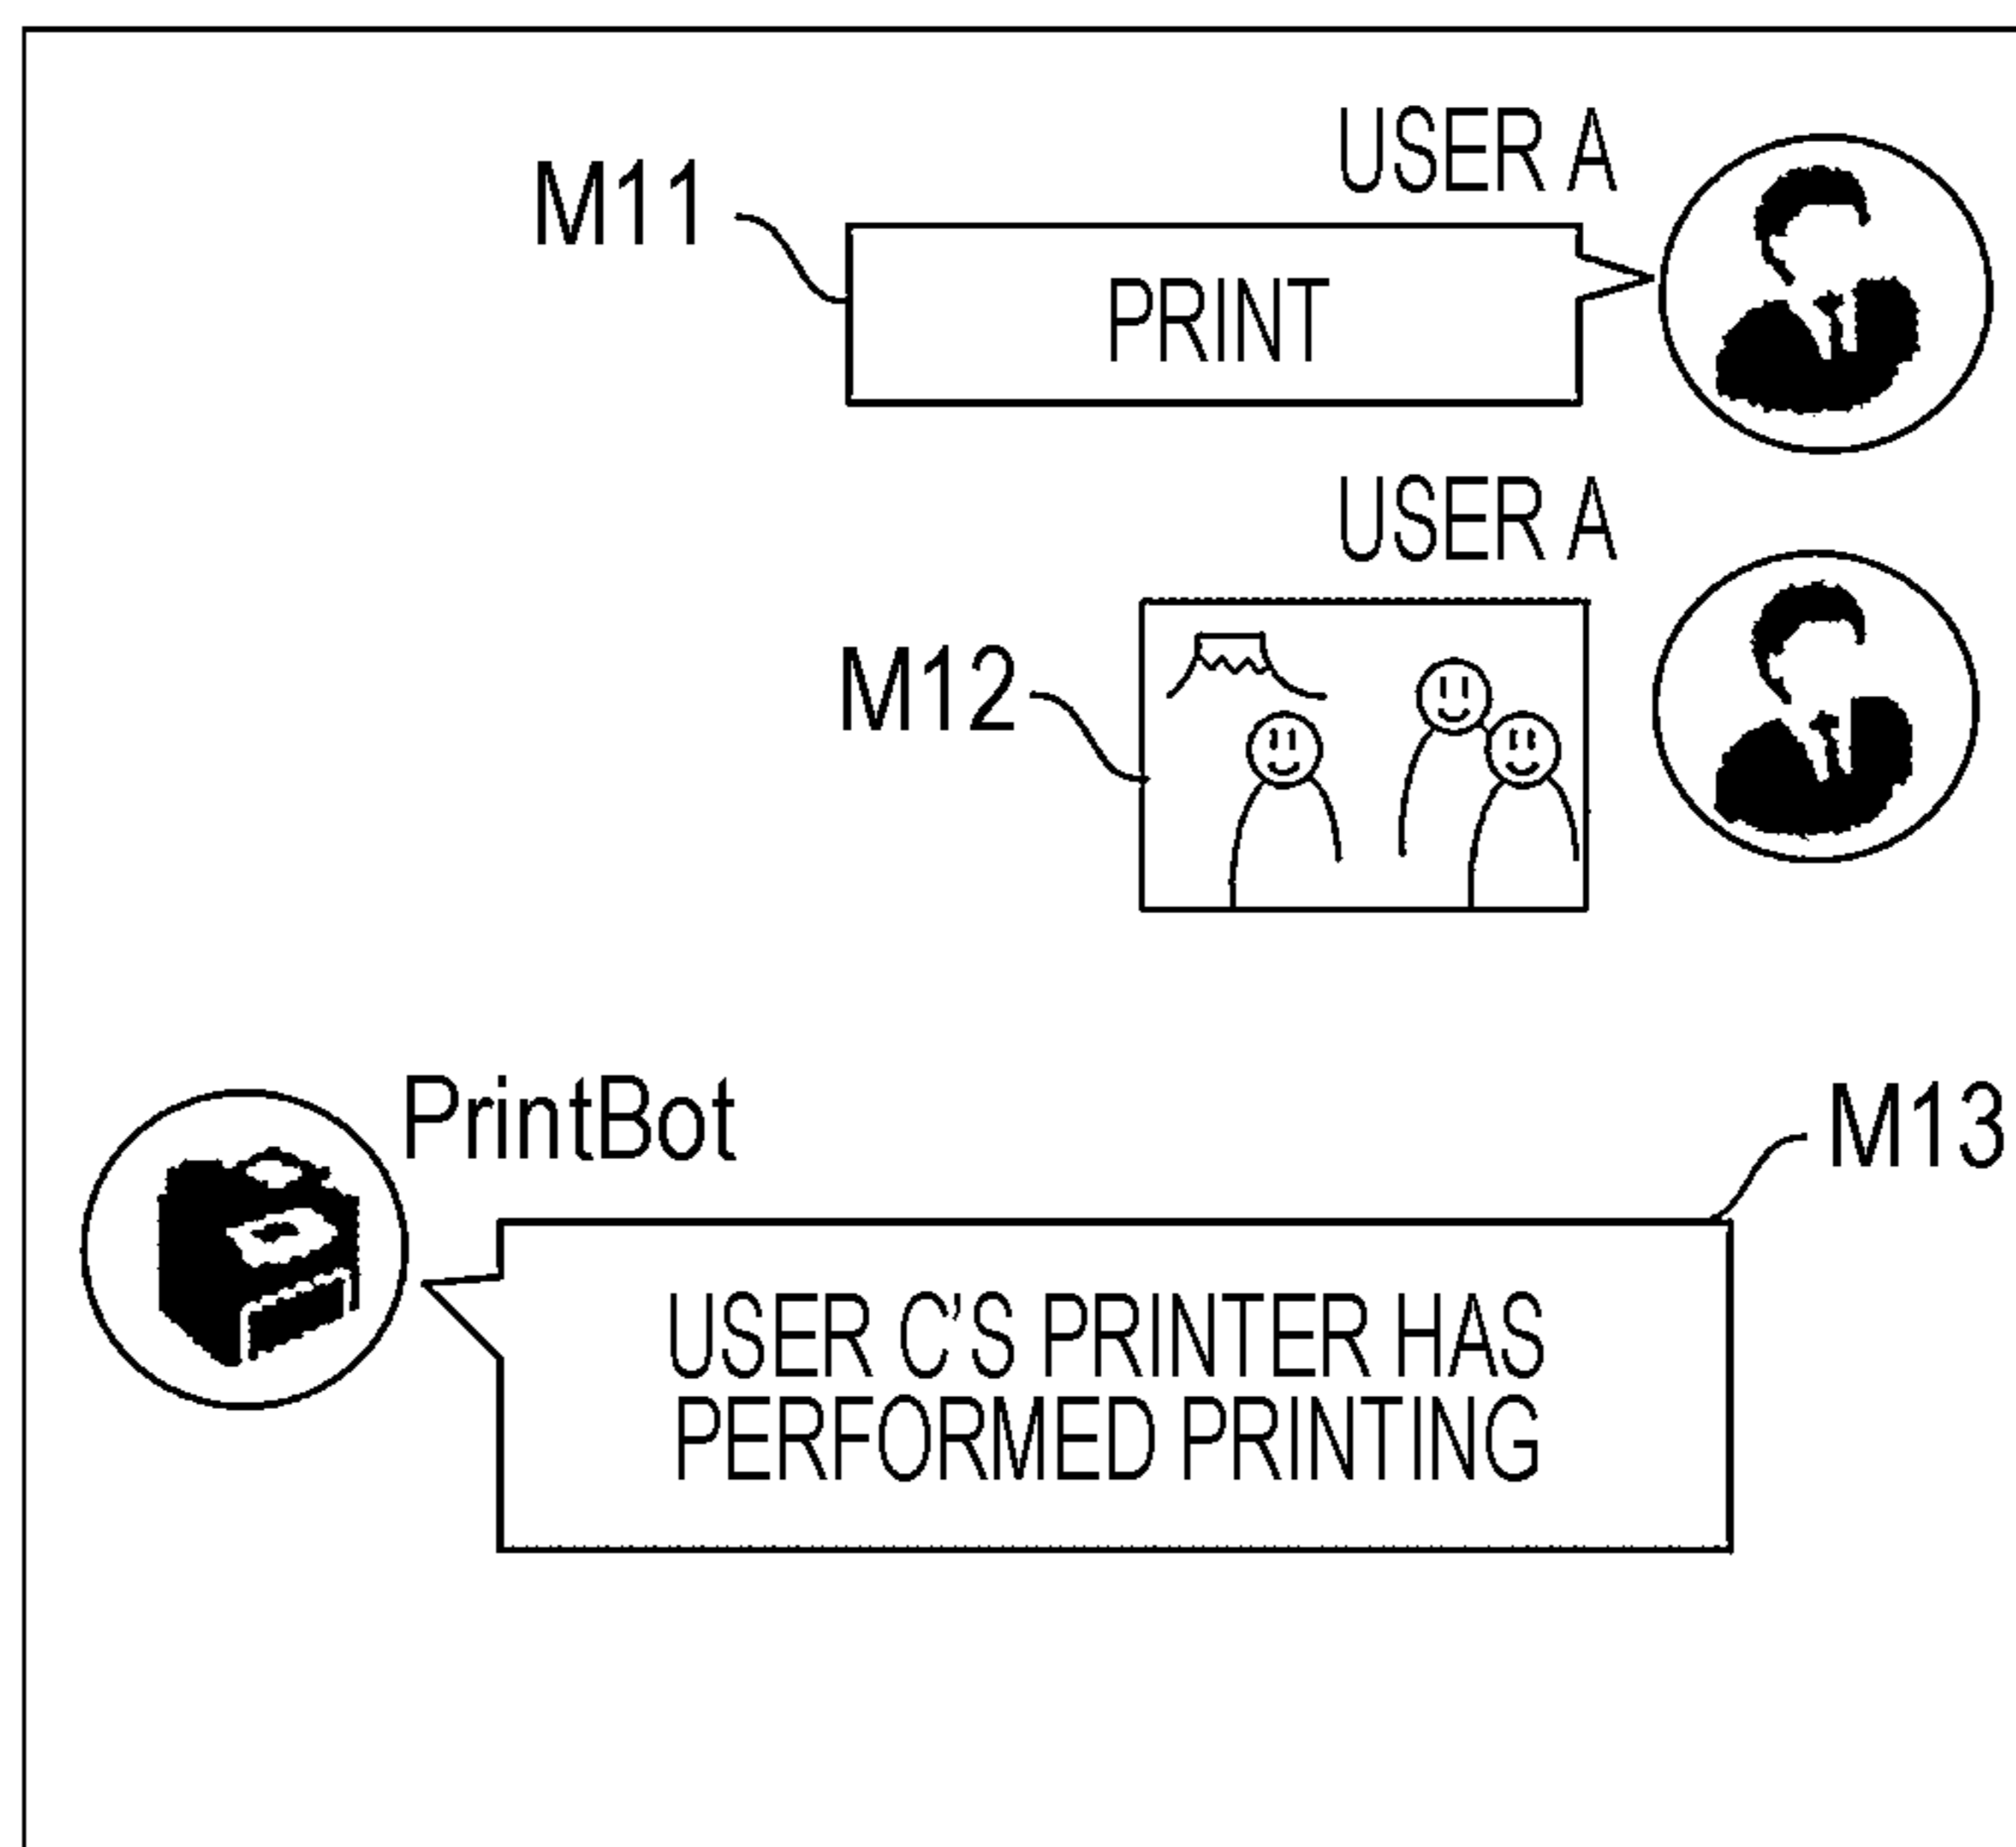 USER A
M11
PRINT
USER A
M12
PrintBot
M13
USER C'S PRINTER HAS
PERFORMED PRINTING